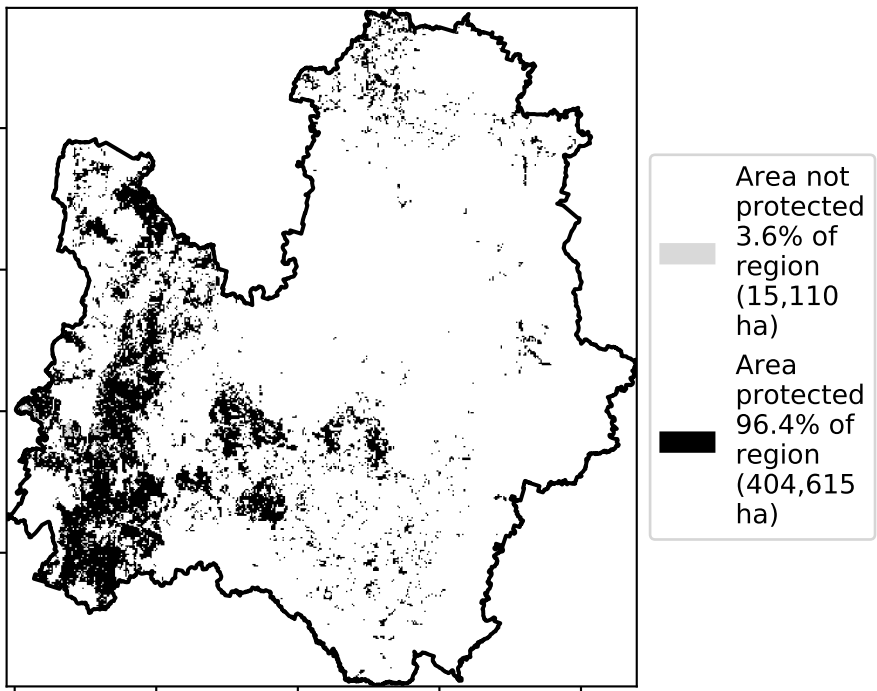 Area not
protected
3.6% of
region
(15,110
ha)
Area
protected
96.4% of
region
(404,615
ha)